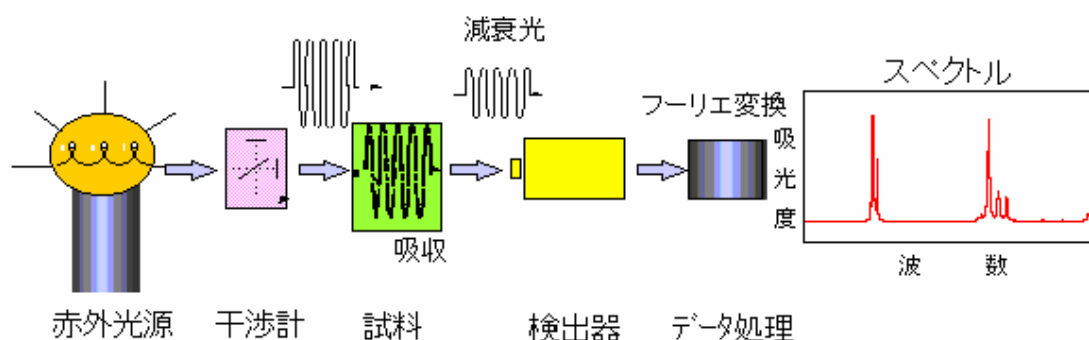 減衰光
スペクトル
フーリエ変換
吸光度
吸収
波数
赤外光源
干渉計
試料
検出器
データ処理